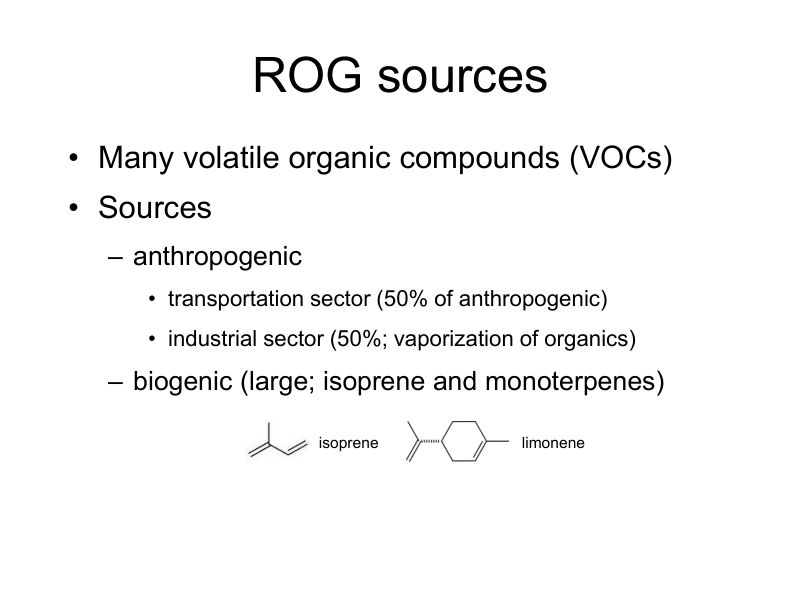 ROG sources
• Many volatile organic compounds (VOCs)
• Sources
– anthropogenic
• transportation sector (50% of anthropogenic)
• industrial sector (50%; vaporization of organics)
– biogenic (large; isoprene and monoterpenes)
isoprene limonene